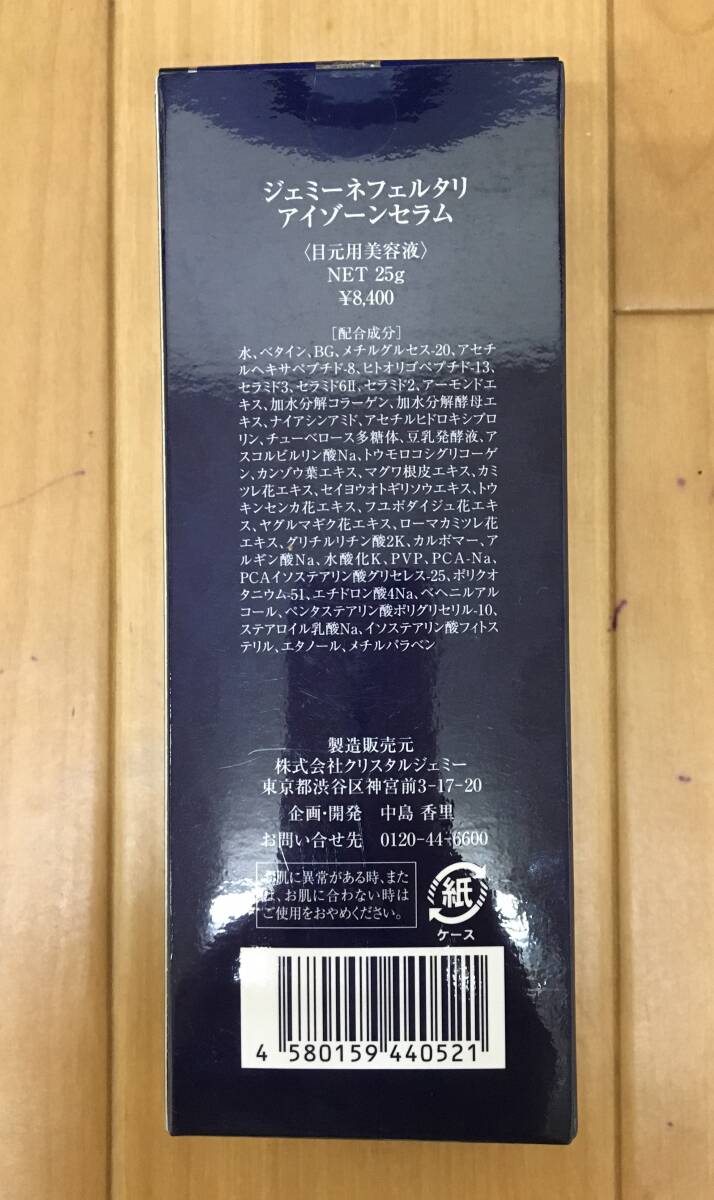 ジェミーネフェルタリ
アイゾーンセラム
〈目元用美容液〉
NET 25g
¥8,400
［配合成分］
水、ベタイン、BG、メチルグルセス-20、アセチ
ルヘキサペプチド-8、ヒトオリゴペプチド-13、
セラミド3、セラミド6Ⅱ、セラミド2、アーモンドエ
キス、加水分解コラーゲン、加水分解酵母エ
キス、ナイアシンアミド、アセチルヒドロキシプロ
リン、チューベロース多糖体、豆乳発酵液、ア
スコルビルリン酸Na、トウモロコシグリコーゲ
ン、カンゾウ葉エキス、マグワ根皮エキス、カミ
ツレ花エキス、セイヨウオトギリソウエキス、トウ
キンセンカ花エキス、フユボダイジュ花エキ
ス、ヤグルマギク花エキス、ローマカミツレ花
エキス、グリチルリチン酸2K、カルボマー、ア
ルギン酸Na、水酸化K、PVP、PCA-Na、
PCAイソステアリン酸グリセレス-25、ポリクオ
タニウム-51、エチドロン酸4Na、ベヘニルアル
コール、ペンタステアリン酸ポリグリセリル-10、
ステアロイル乳酸Na、イソステアリン酸フィトス
テリル、エタノール、メチルパラベン
製造販売元
株式会社クリスタルジェミー
東京都渋谷区神宮前3-17-20
企画・開発 中島 香里
お問い合せ先 0120-44-6600
お肌に異常がある時、また
は、お肌に合わない時は
ご使用をおやめください。
紙
ケース
4 580159 440521